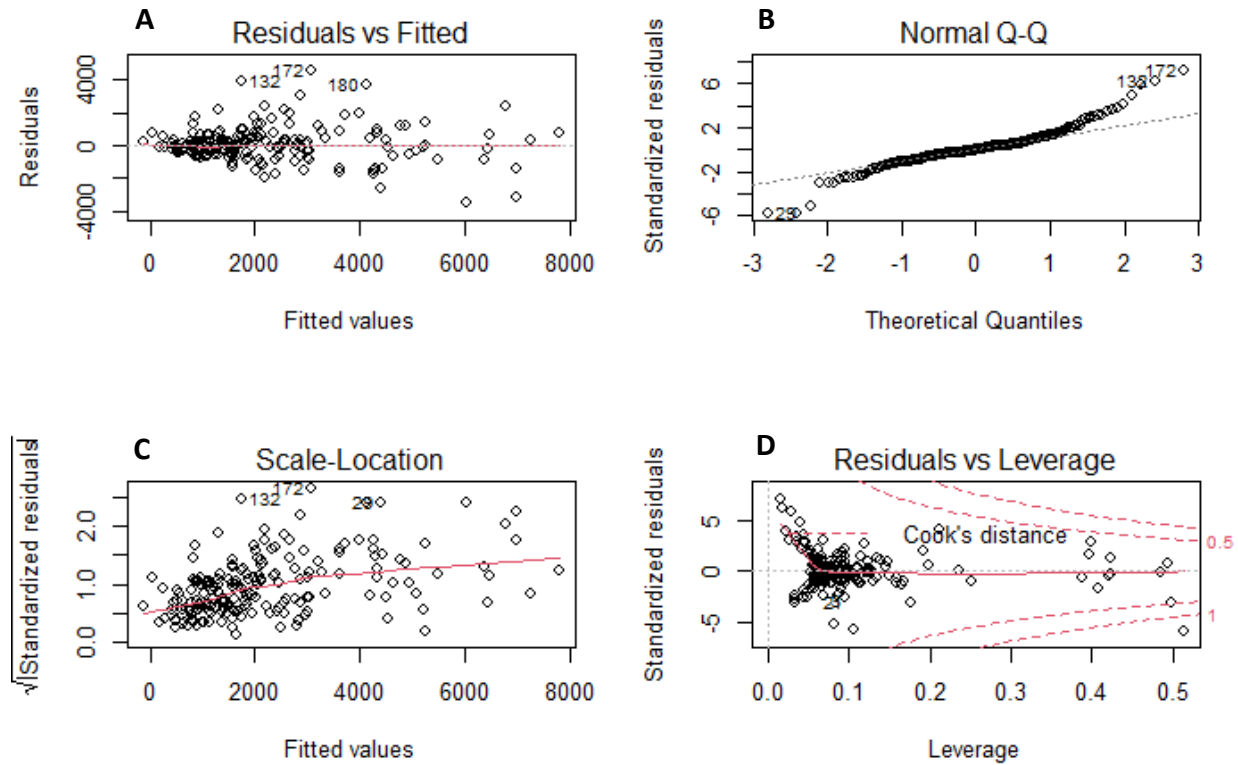 A
Residuals vs Fitted
Residuals
4000
0
-4000
172
132
180
0 2000 4000 6000 8000
Fitted values
B
Normal Q-Q
Standardized residuals
6
2
-2
-6
172
29
-3 -2 -1 0 1 2 3
Theoretical Quantiles
C
Scale-Location
√|Standardized residuals|
2.0
1.0
0.0
172
132
29
0 2000 4000 6000 8000
Fitted values
D
Residuals vs Leverage
Standardized residuals
5
0
-5
Cook's distance
0.5
1
0.0 0.1 0.2 0.3 0.4 0.5
Leverage